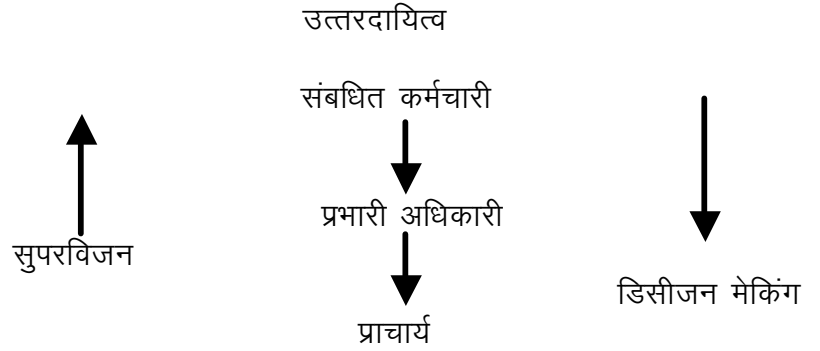 उत्तरदायित्व
संबधित कर्मचारी
प्रभारी अधिकारी
सुपरविजन
डिसीजन मेकिंग
प्राचार्य